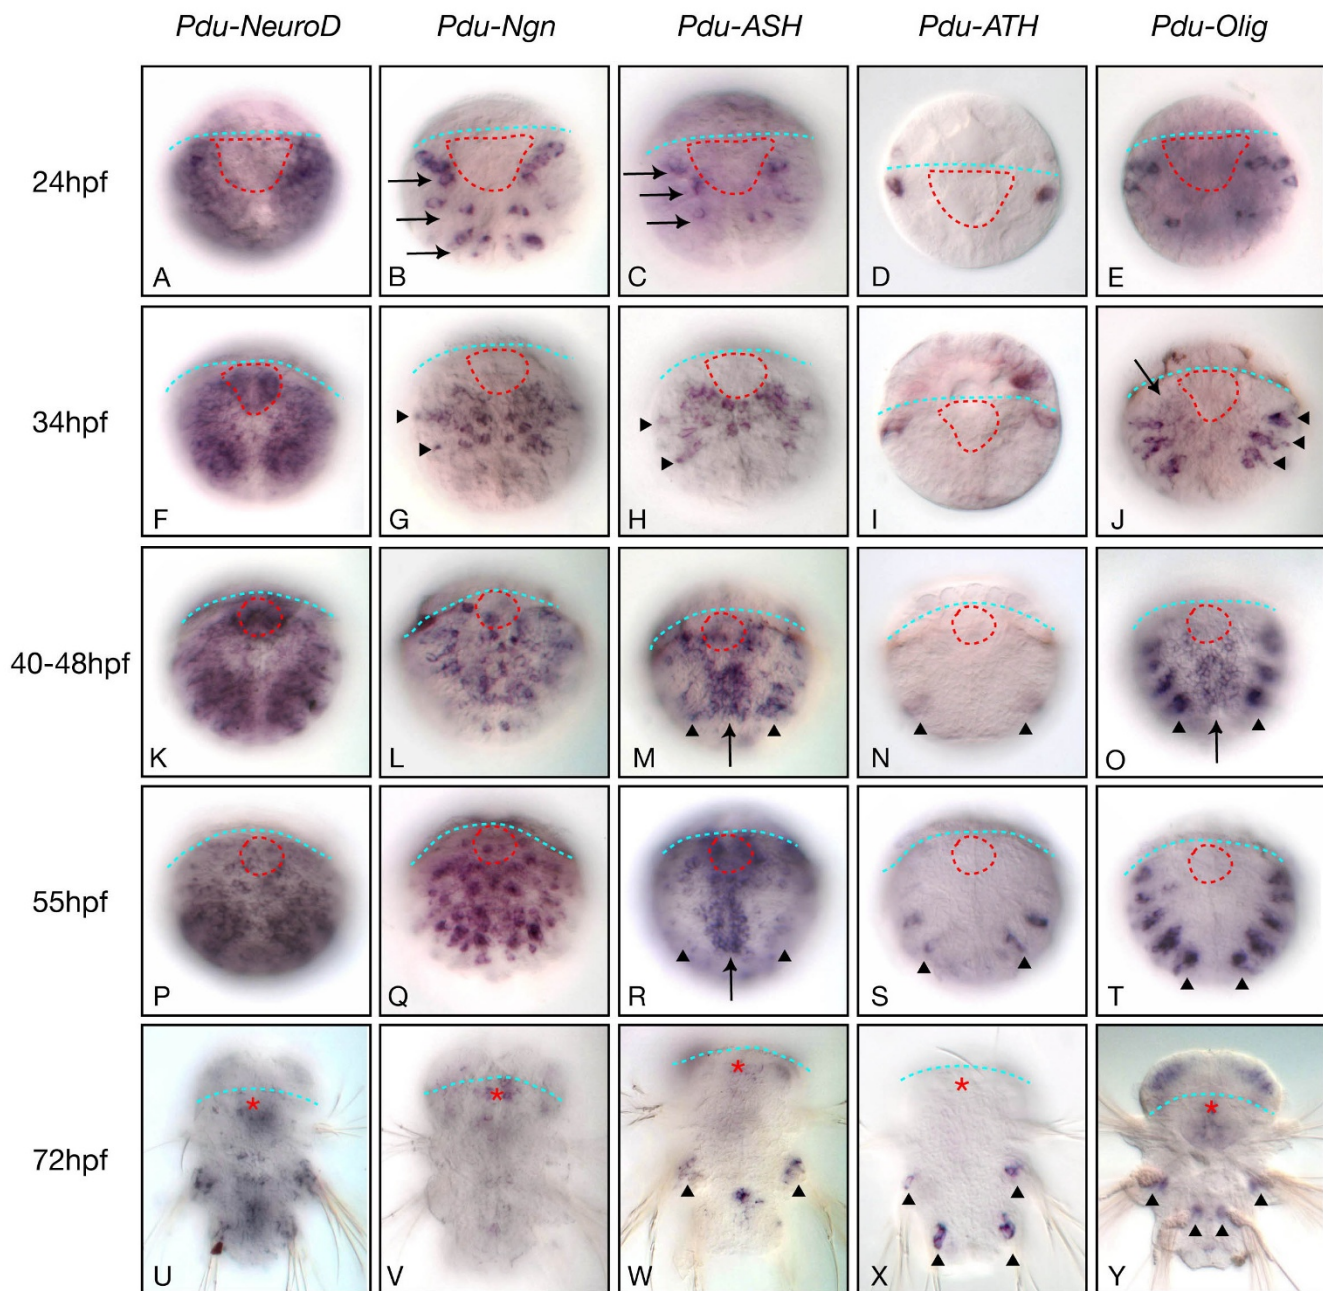 Pdu-NeuroD Pdu-Ngn Pdu-ASH Pdu-ATH Pdu-Olig
24hpf
A B C D E
34hpf
F G H I J
40-48hpf
K L M N O
55hpf
P Q R S T
72hpf
U V W X Y